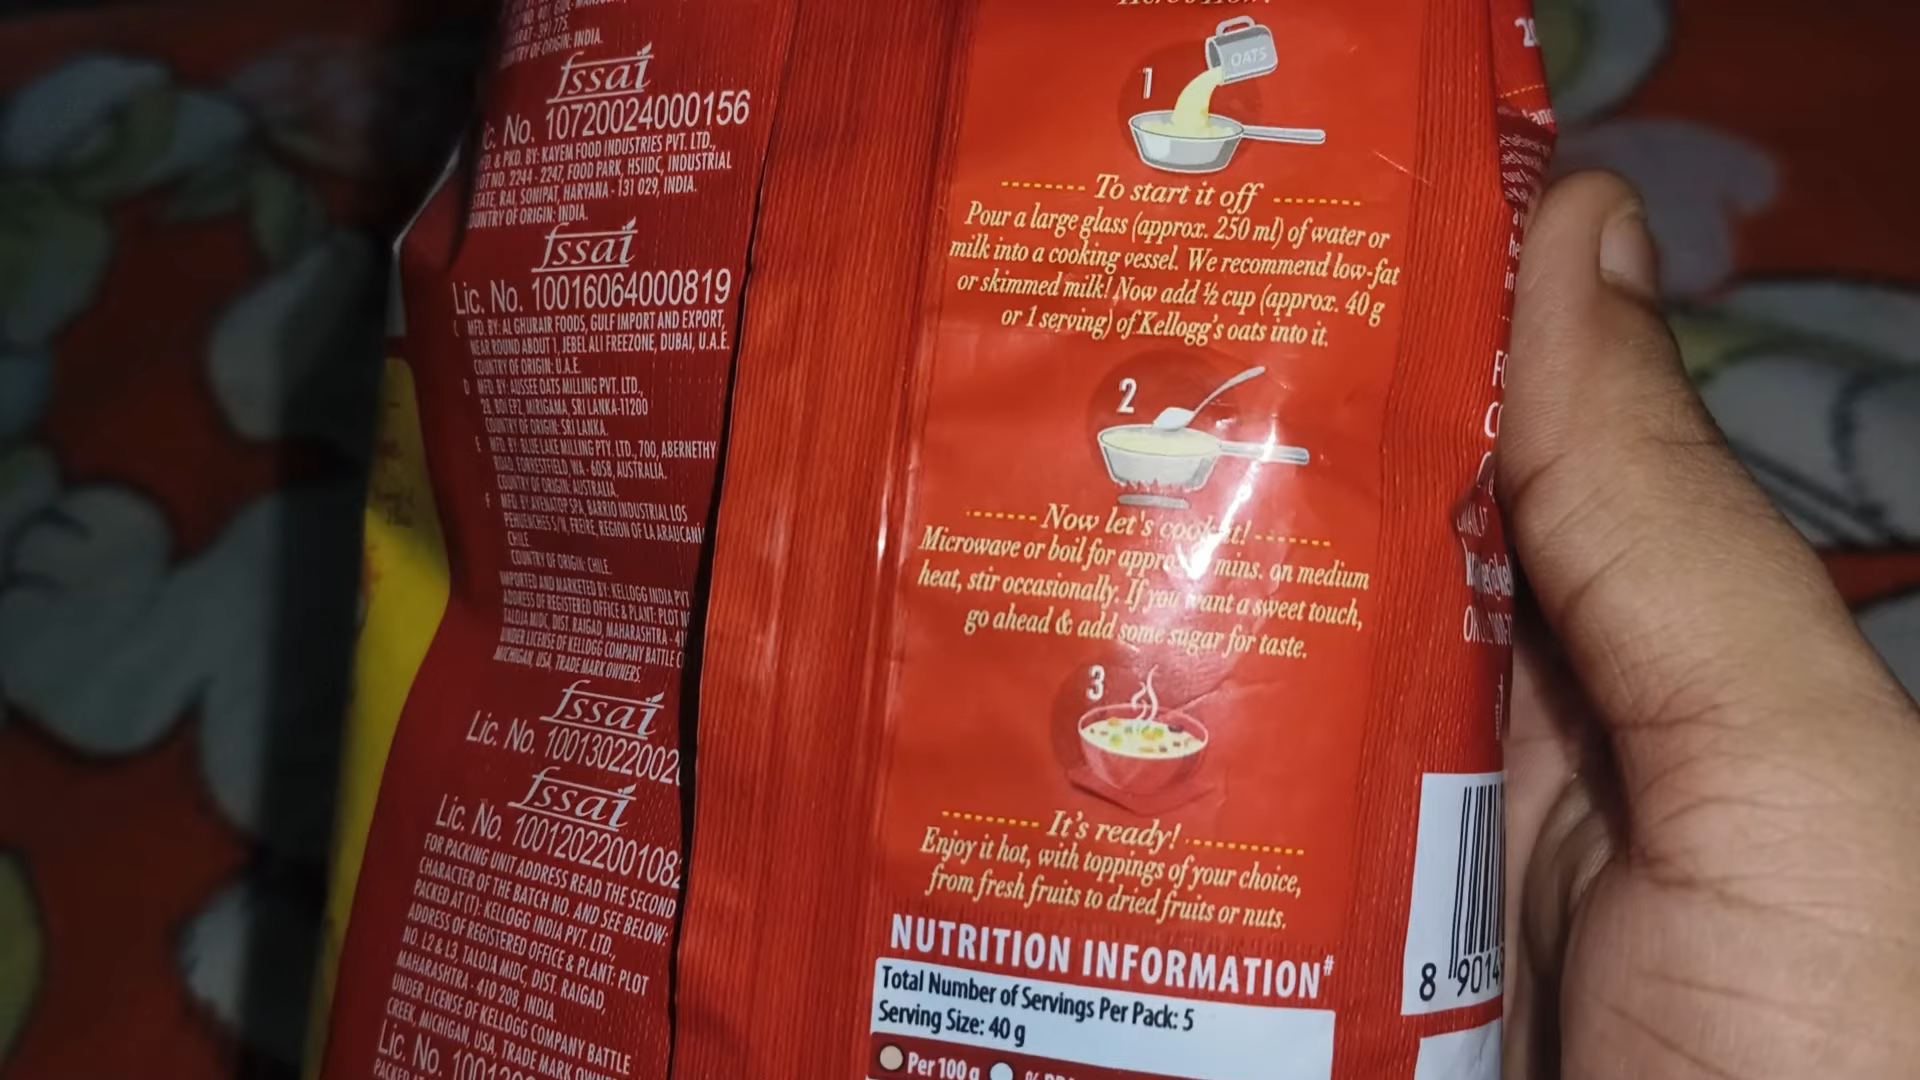 COUNTRY OF ORIGIN: INDIA.
fssai
Lic. No. 10720024000156
MFD. & PKD. BY: KAYEM FOOD INDUSTRIES PVT. LTD.,
PLOT NO. 2244 - 2247, FOOD PARK, HSIIDC, INDUSTRIAL
ESTATE, RAI, SONIPAT, HARYANA - 131 029, INDIA.
COUNTRY OF ORIGIN: INDIA.
fssai
Lic. No. 10016064000819
C MFD. BY: AL GHURAIR FOODS, GULF IMPORT AND EXPORT,
NEAR ROUND ABOUT 1, JEBEL ALI FREEZONE, DUBAI, U.A.E.
COUNTRY OF ORIGIN: U.A.E.
D MFD. BY: AUSSEE OATS MILLING PVT. LTD.,
28, BOI EPZ, MIRIGAMA, SRI LANKA-11200
COUNTRY OF ORIGIN: SRI LANKA.
E MFD. BY: BLUE LAKE MILLING PTY. LTD., 700, ABERNETHY
ROAD, FORRESTFIELD, WA - 6058, AUSTRALIA.
COUNTRY OF ORIGIN: AUSTRALIA.
F MFD. BY AVENATOP SPA, BARRIO INDUSTRIAL LOS
PEHUENCHES S/N, FREIRE, REGION OF LA ARAUCANI
CHILE
COUNTRY OF ORIGIN: CHILE.
IMPORTED AND MARKETED BY: KELLOGG INDIA PVT
ADDRESS OF REGISTERED OFFICE & PLANT: PLOT N
TALOJA MIDC, DIST. RAIGAD, MAHARASHTRA - 41
UNDER LICENSE OF KELLOGG COMPANY BATTLE C
MICHIGAN, USA, TRADE MARK OWNERS.
fssai
Lic. No. 10013022002
fssai
Lic. No. 1001202200108
FOR PACKING UNIT ADDRESS READ THE SECOND
CHARACTER OF THE BATCH NO. AND SEE BELOW:
PACKED AT (T): KELLOGG INDIA PVT. LTD.,
ADDRESS OF REGISTERED OFFICE & PLANT: PLOT
NO. L2 & L3, TALOJA MIDC, DIST. RAIGAD,
MAHARASHTRA - 410 208, INDIA.
UNDER LICENSE OF KELLOGG COMPANY BATTLE
CREEK, MICHIGAN, USA, TRADE MARK OWNE
Lic. No.
PACKED
OATS
1
To start it off
Pour a large glass (approx. 250 ml) of water or
milk into a cooking vessel. We recommend low-fat
or skimmed milk! Now add ½ cup (approx. 40 g
or 1 serving) of Kellogg's oats into it.
2
Now let's cook it!
Microwave or boil for mins. on medium
heat, stir occasionally. If you want a sweet touch,
go ahead & add some sugar for taste.
3
It's ready!
Enjoy it hot, with toppings of your choice,
from fresh fruits to dried fruits or nuts.
NUTRITION INFORMATION#
Total Number of Servings Per Pack: 5
Serving Size: 40 g
Per 100 g
8 9014